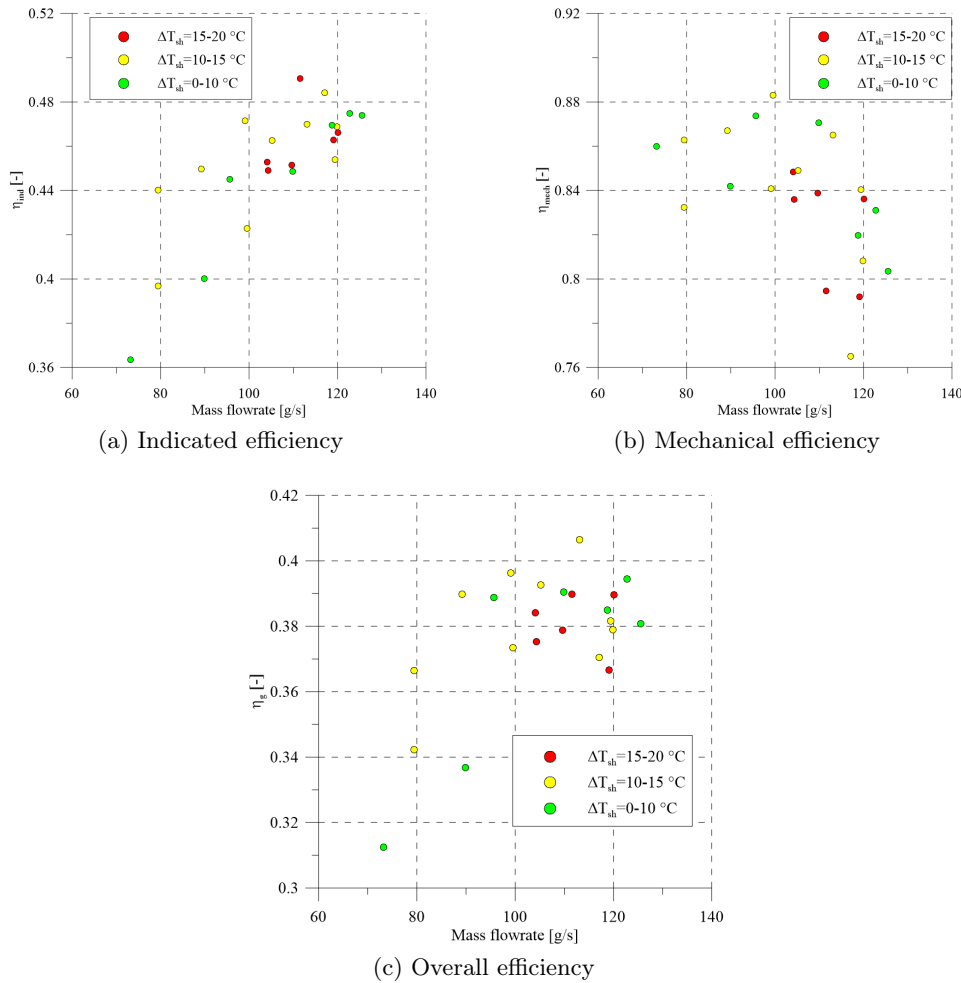 0.52
ΔT_sh=15-20 °C
ΔT_sh=10-15 °C
ΔT_sh=0-10 °C
0.48
η_ind [-]
0.44
0.4
0.36
60 80 100 120 140
Mass flowrate [g/s]
(a) Indicated efficiency
0.92
ΔT_sh=15-20 °C
ΔT_sh=10-15 °C
ΔT_sh=0-10 °C
0.88
η_mech [-]
0.84
0.8
0.76
60 80 100 120 140
Mass flowrate [g/s]
(b) Mechanical efficiency
0.42
0.4
0.38
η_g [-]
0.36
0.34
0.32
0.3
ΔT_sh=15-20 °C
ΔT_sh=10-15 °C
ΔT_sh=0-10 °C
60 80 100 120 140
Mass flowrate [g/s]
(c) Overall efficiency